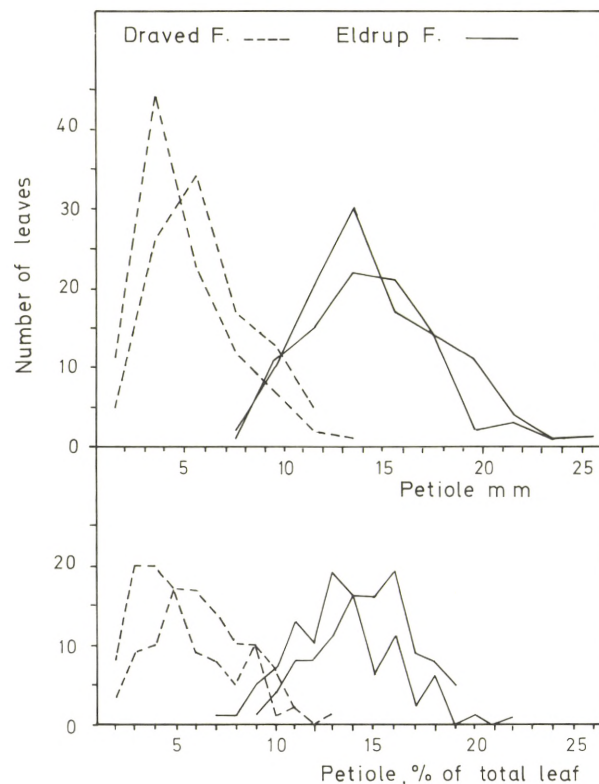 Draved F. ---- Eldrup F. ——
40
30
20
10
0
Number of leaves
5 10 15 20 25
Petiole mm
20
10
0
5 10 15 20 25
Petiole, % of total leaf